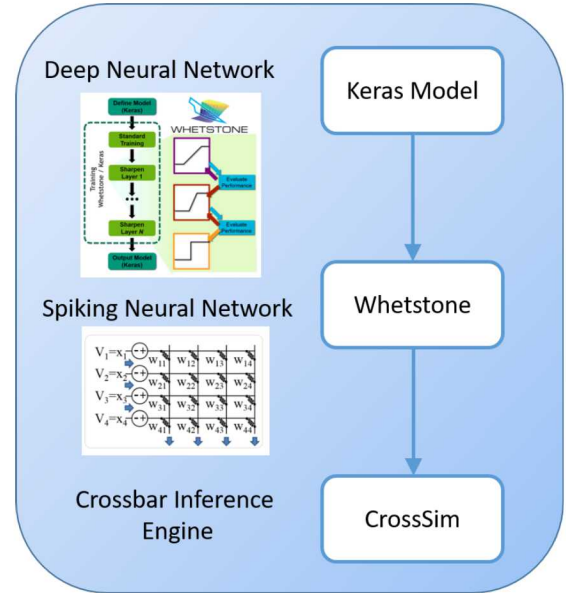 Deep Neural Network
Keras Model
Define Model
(Keras)
Standard
Training
Sharpen
Layer 1
•••
Sharpen
Layer N
Output Model
(Keras)
Training
Whetstone / Keras
WHETSTONE
Evaluate
Performance
Evaluate
Performance
Spiking Neural Network
Whetstone
V1=x1 -+ w11 w12 w13 w14
V2=x2 -+ w21 w22 w23 w24
V3=x3 -+ w31 w32 w33 w34
V4=x4 -+ w41 w42 w43 w44
Crossbar Inference
Engine
CrossSim